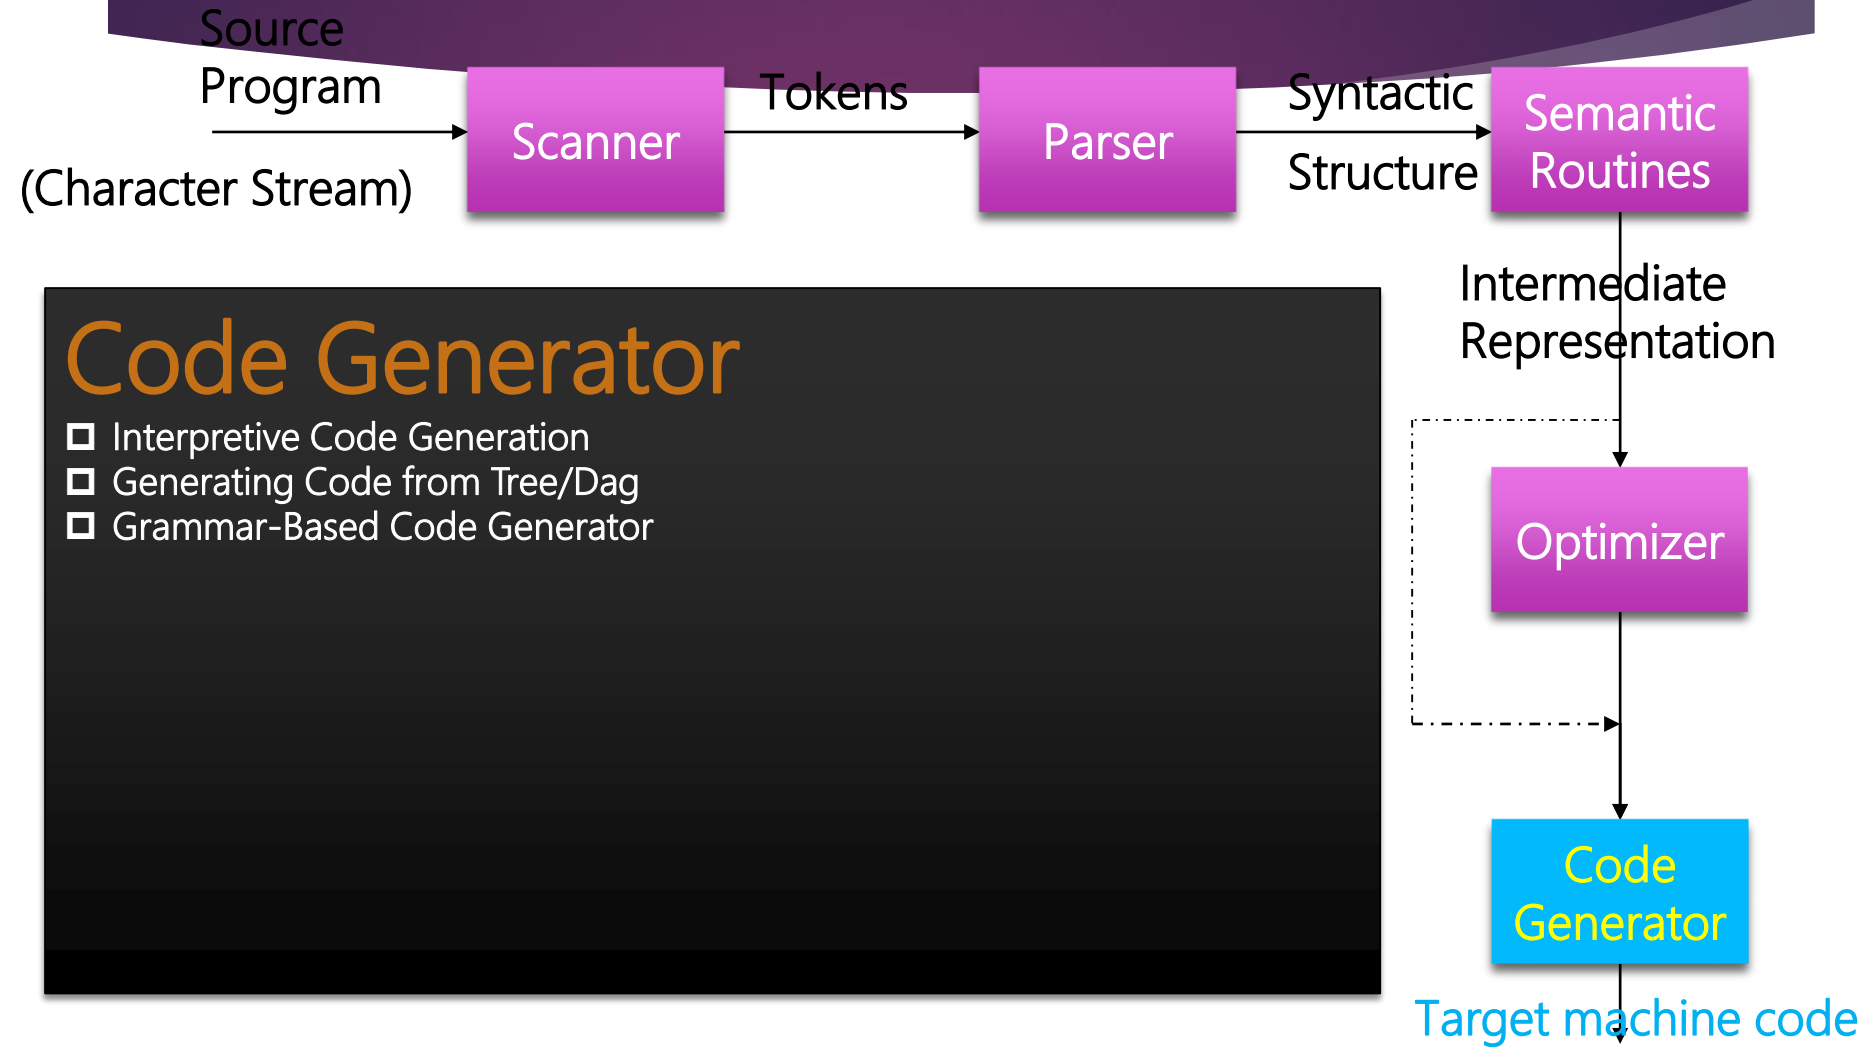 Source
Program
(Character Stream)
Scanner
Tokens
Parser
Syntactic
Structure
Semantic
Routines
Intermediate
Representation
Code Generator
Interpretive Code Generation
Generating Code from Tree/Dag
Grammar-Based Code Generator
Optimizer
Code
Generator
Target machine code